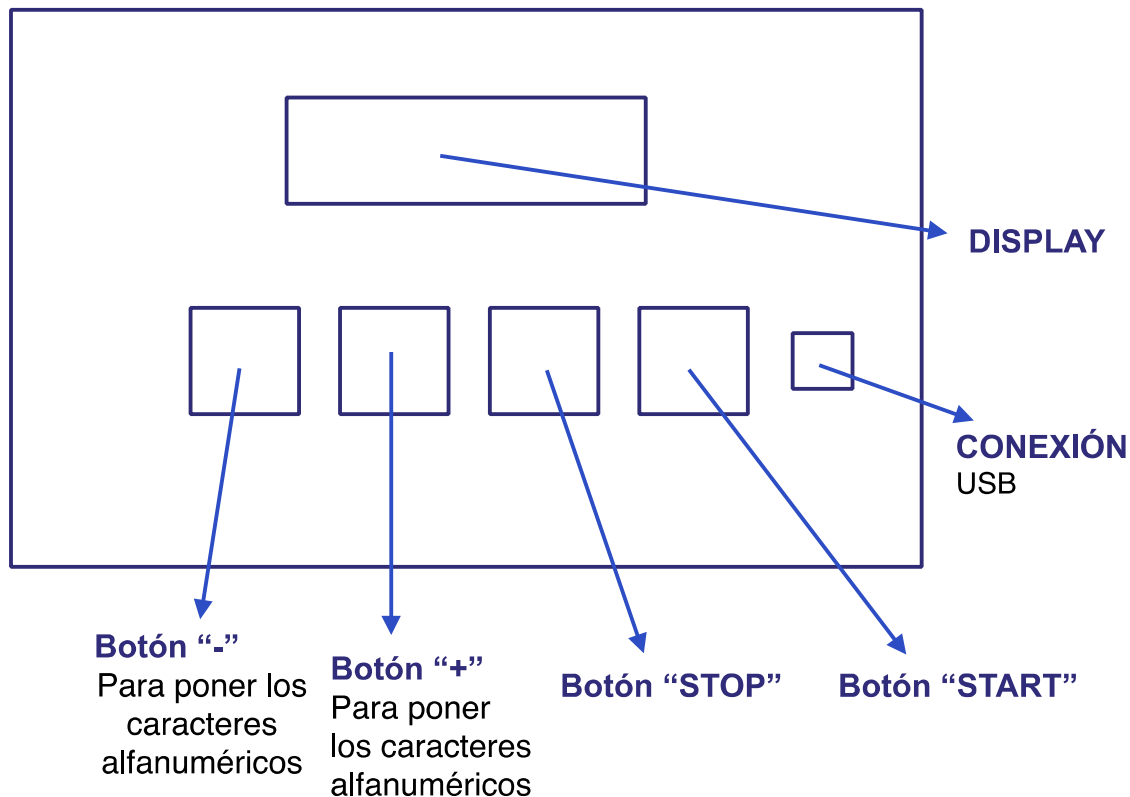 DISPLAY
CONEXIÓN
USB
Botón “-”
Para poner los
caracteres
alfanuméricos
Botón “+”
Para poner
los caracteres
alfanuméricos
Botón “STOP”
Botón “START”